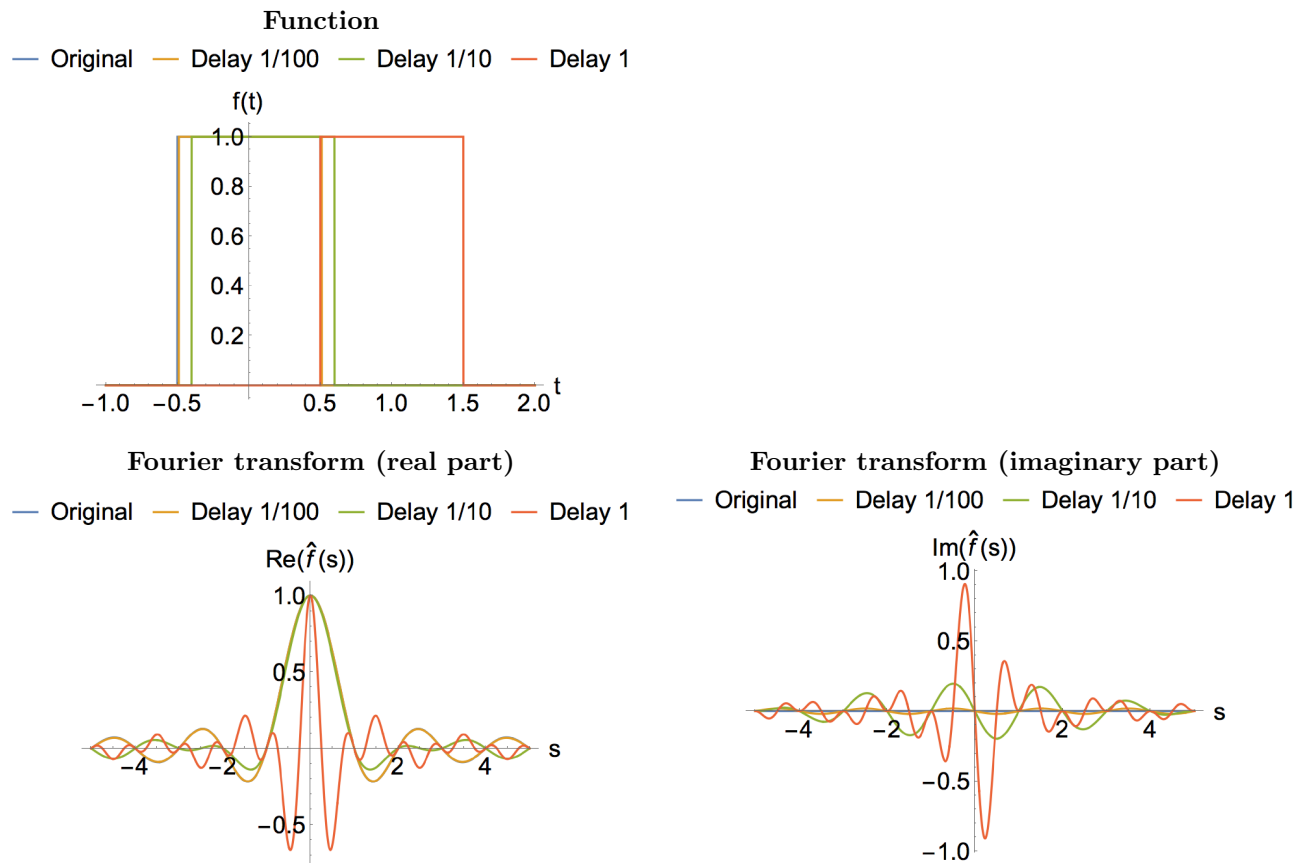 Function
Original Delay 1/100 Delay 1/10 Delay 1
f(t)
1.0
0.8
0.6
0.4
0.2
t
−1.0 −0.5 0.5 1.0 1.5 2.0
Fourier transform (real part)
Original Delay 1/100 Delay 1/10 Delay 1
Re(f̂(s))
1.0
0.5
s
−4 −2 2 4
−0.5
Fourier transform (imaginary part)
Original Delay 1/100 Delay 1/10 Delay 1
Im(f̂(s))
1.0
0.5
s
−4 −2 2 4
−0.5
−1.0